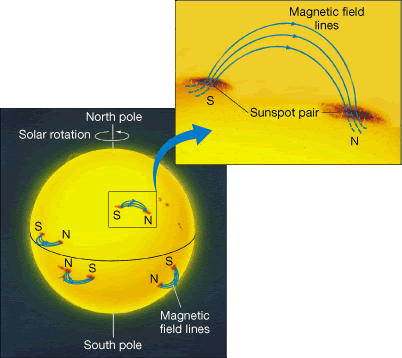 Magnetic field
lines
S
Sunspot pair
N
North pole
Solar rotation
S
N
S
N
S
N
S
N
Magnetic
field lines
South pole